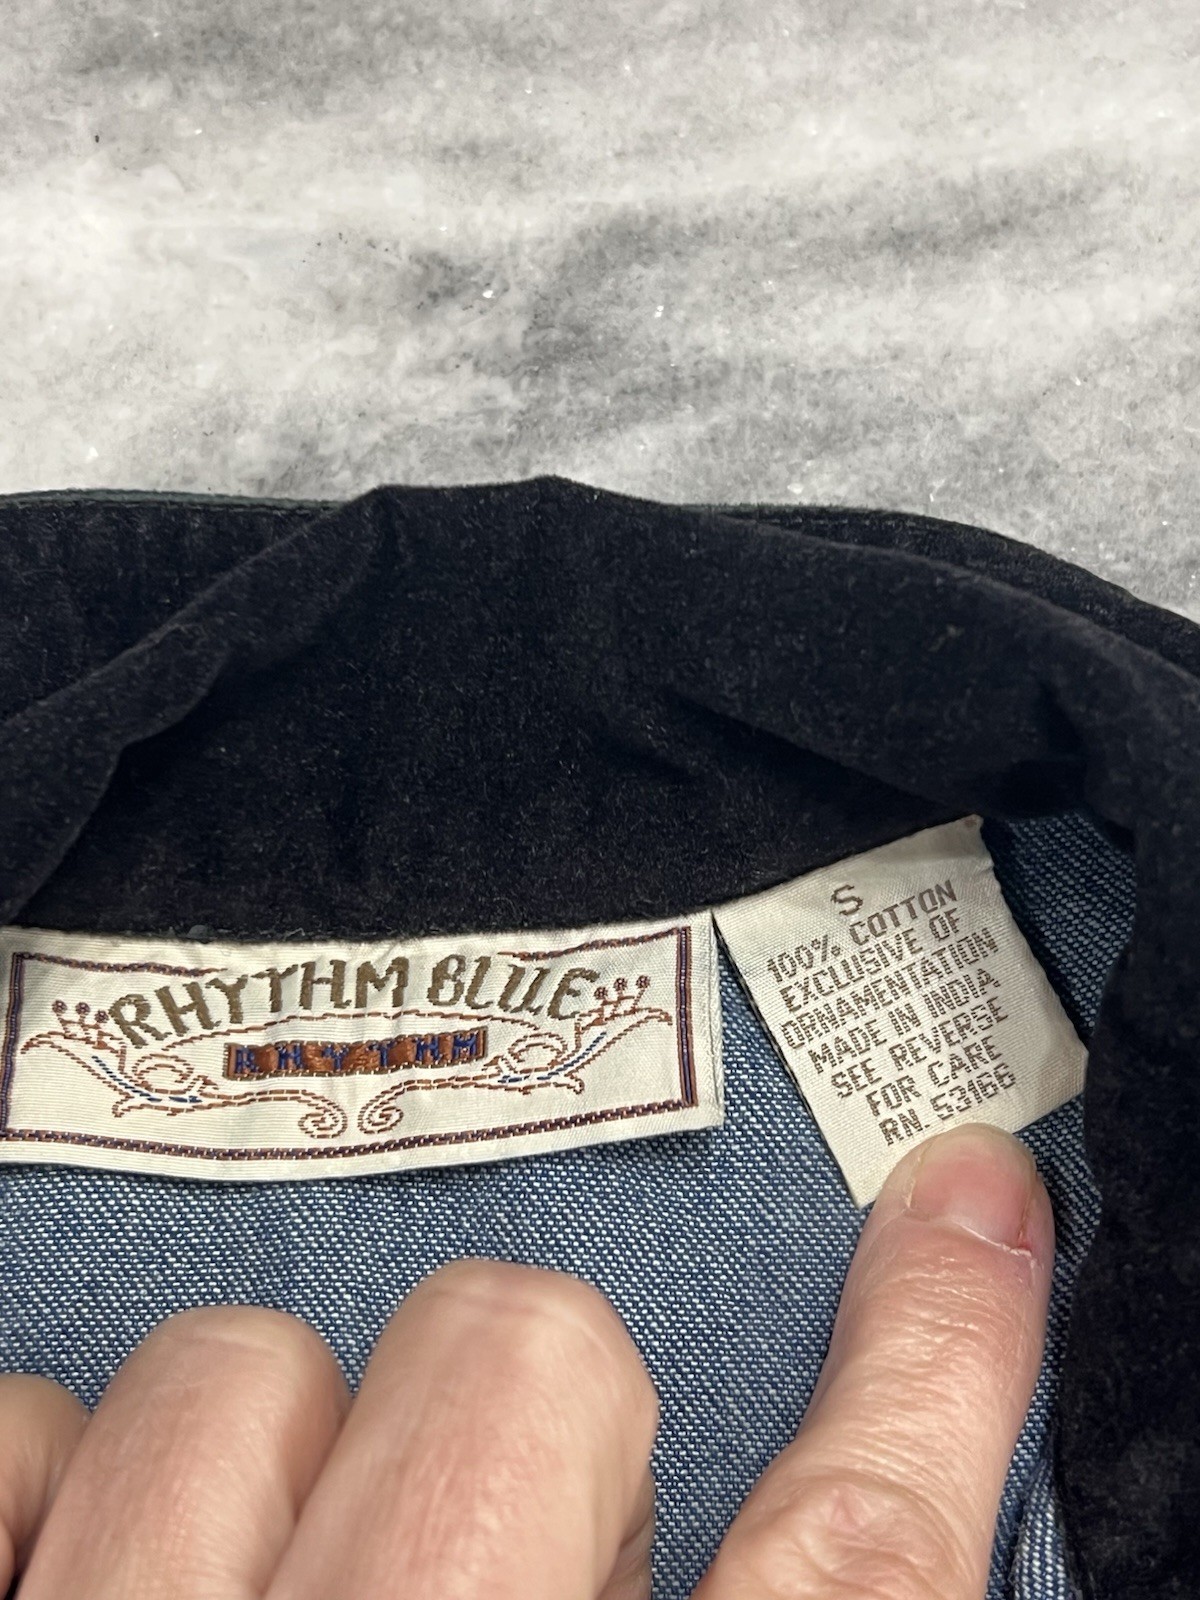 RHYTHM BLUE
RHYTHM
S
100% COTTON
EXCLUSIVE OF
ORNAMENTATION
MADE IN INDIA.
SEE REVERSE
FOR CARE
RN. 53166